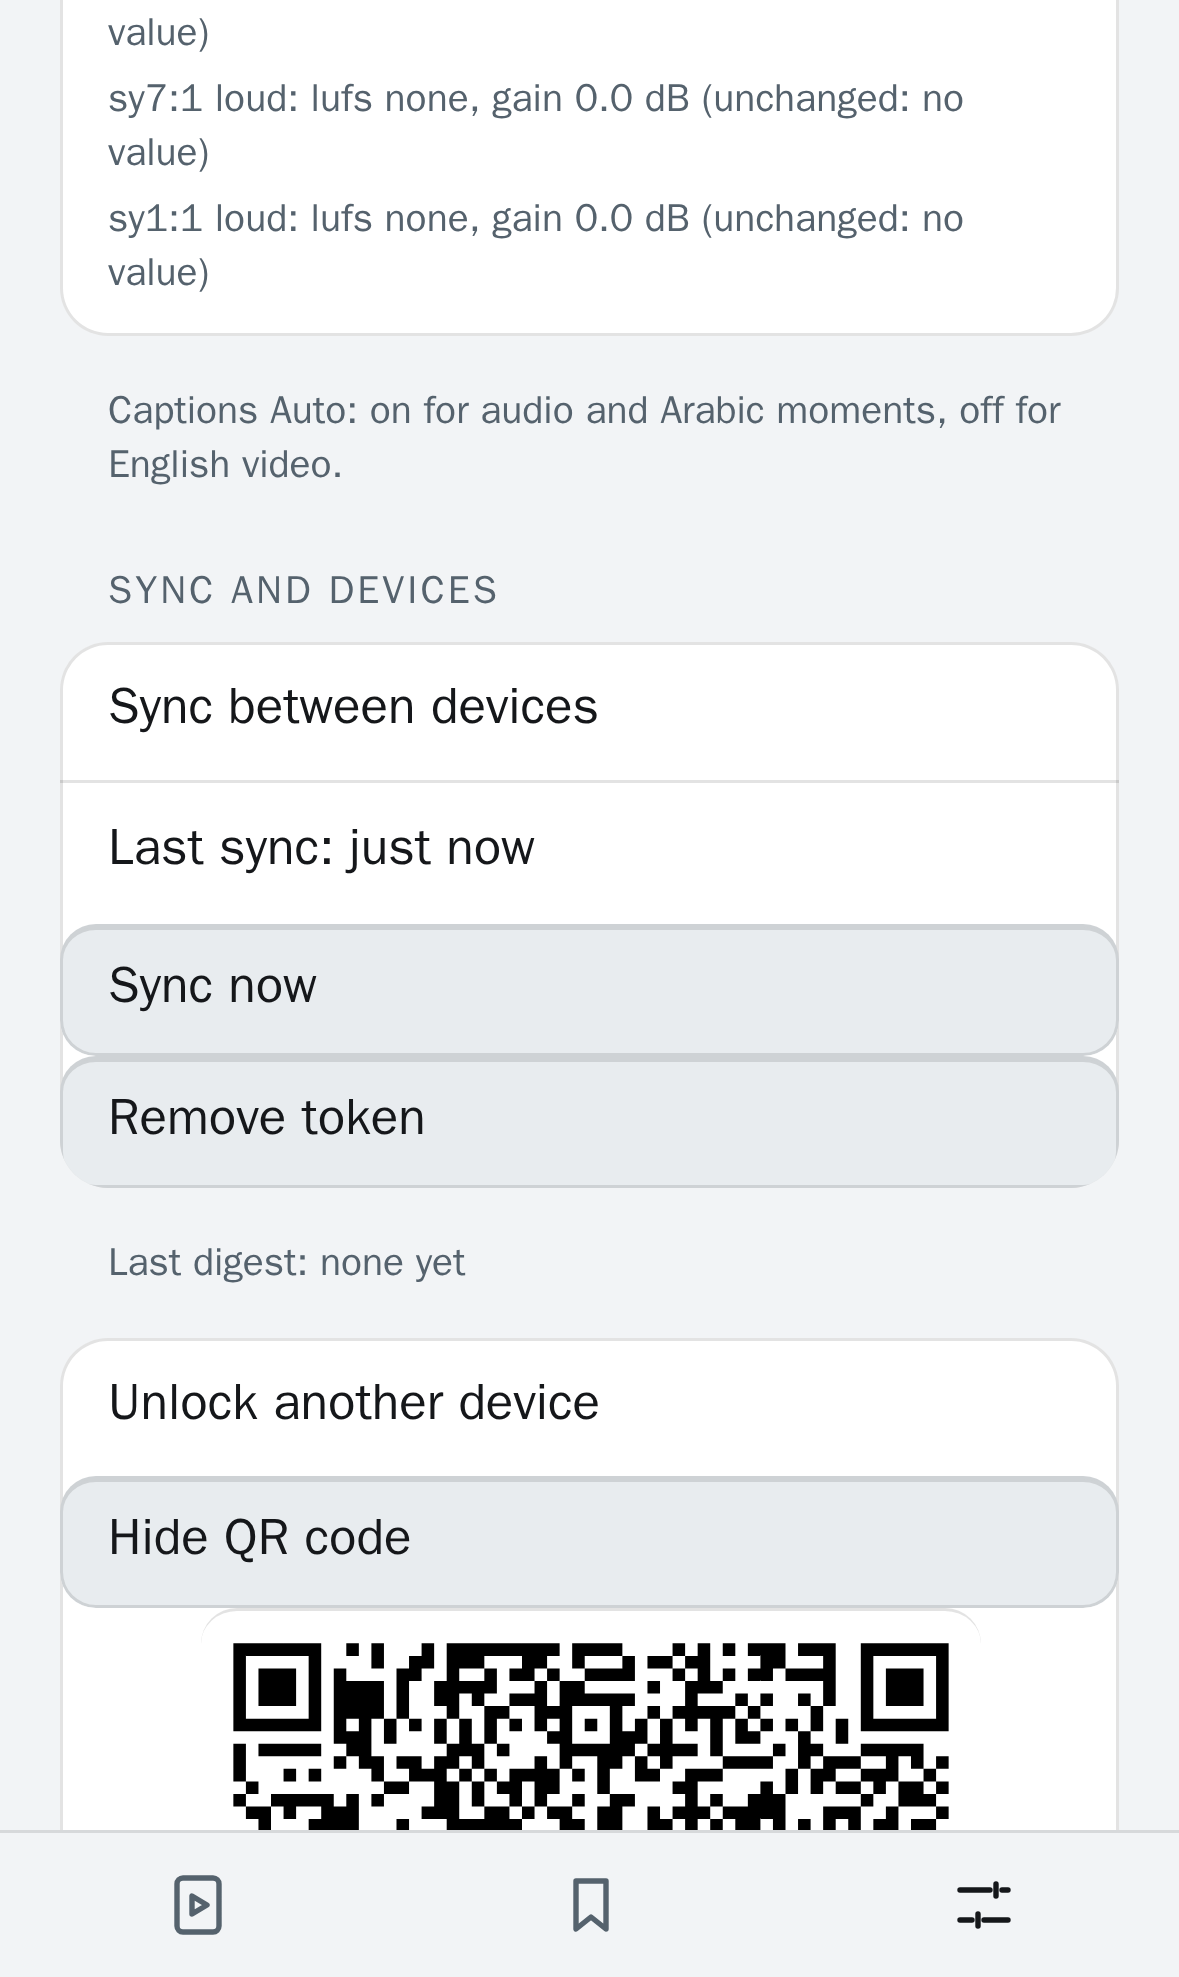 value)
sy7:1 loud: lufs none, gain 0.0 dB (unchanged: no
value)
sy1:1 loud: lufs none, gain 0.0 dB (unchanged: no
value)
Captions Auto: on for audio and Arabic moments, off for
English video.
SYNC AND DEVICES
Sync between devices
Last sync: just now
Sync now
Remove token
Last digest: none yet
Unlock another device
Hide QR code